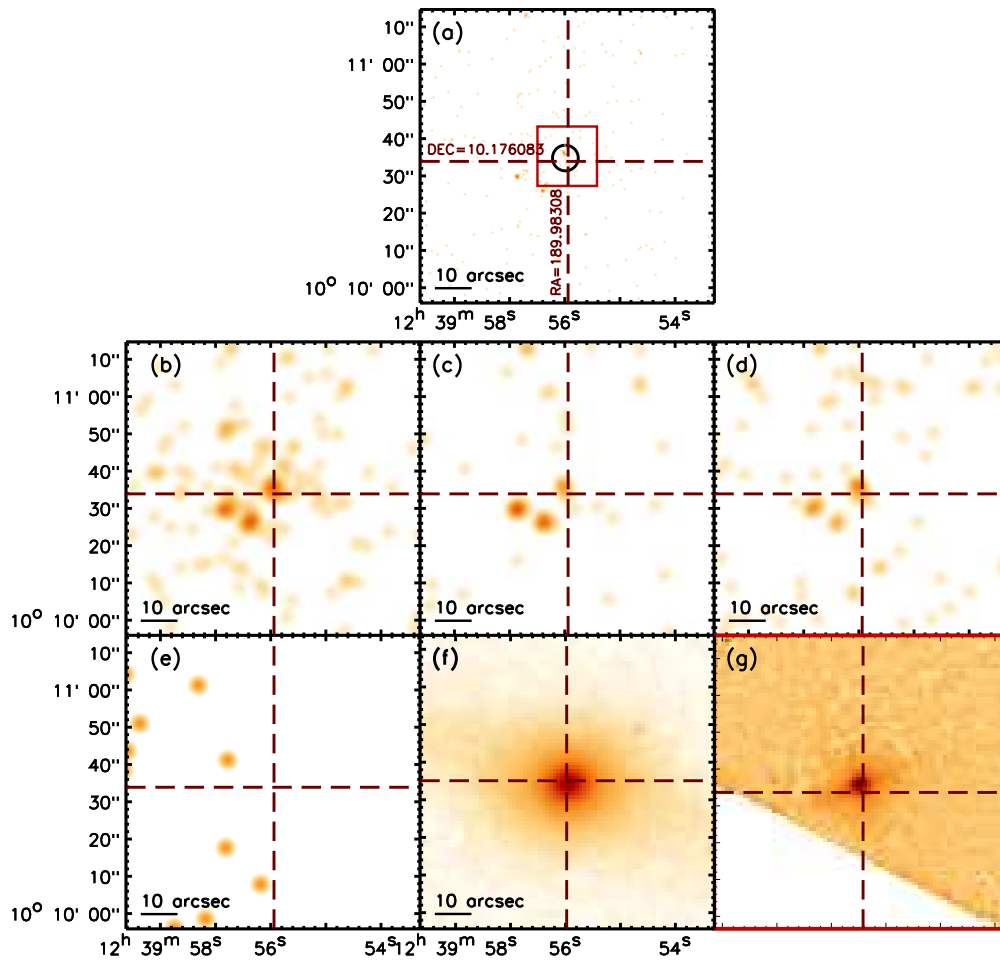 (a)
10"
11' 00"
50"
40"
DEC=10.176083
30"
20"
RA=189.98308
10"
10 arcsec
10° 10' 00"
12ʰ 39ᵐ 58ˢ 56ˢ 54ˢ
(b) (c) (d)
10"
11' 00"
50"
40"
30"
20"
10"
10 arcsec 10 arcsec 10 arcsec
10° 10' 00"
(e) (f) (g)
10"
11' 00"
50"
40"
30"
20"
10"
10 arcsec 10 arcsec
10° 10' 00"
12ʰ 39ᵐ 58ˢ 56ˢ 54ˢ 12ʰ 39ᵐ 58ˢ 56ˢ 54ˢ